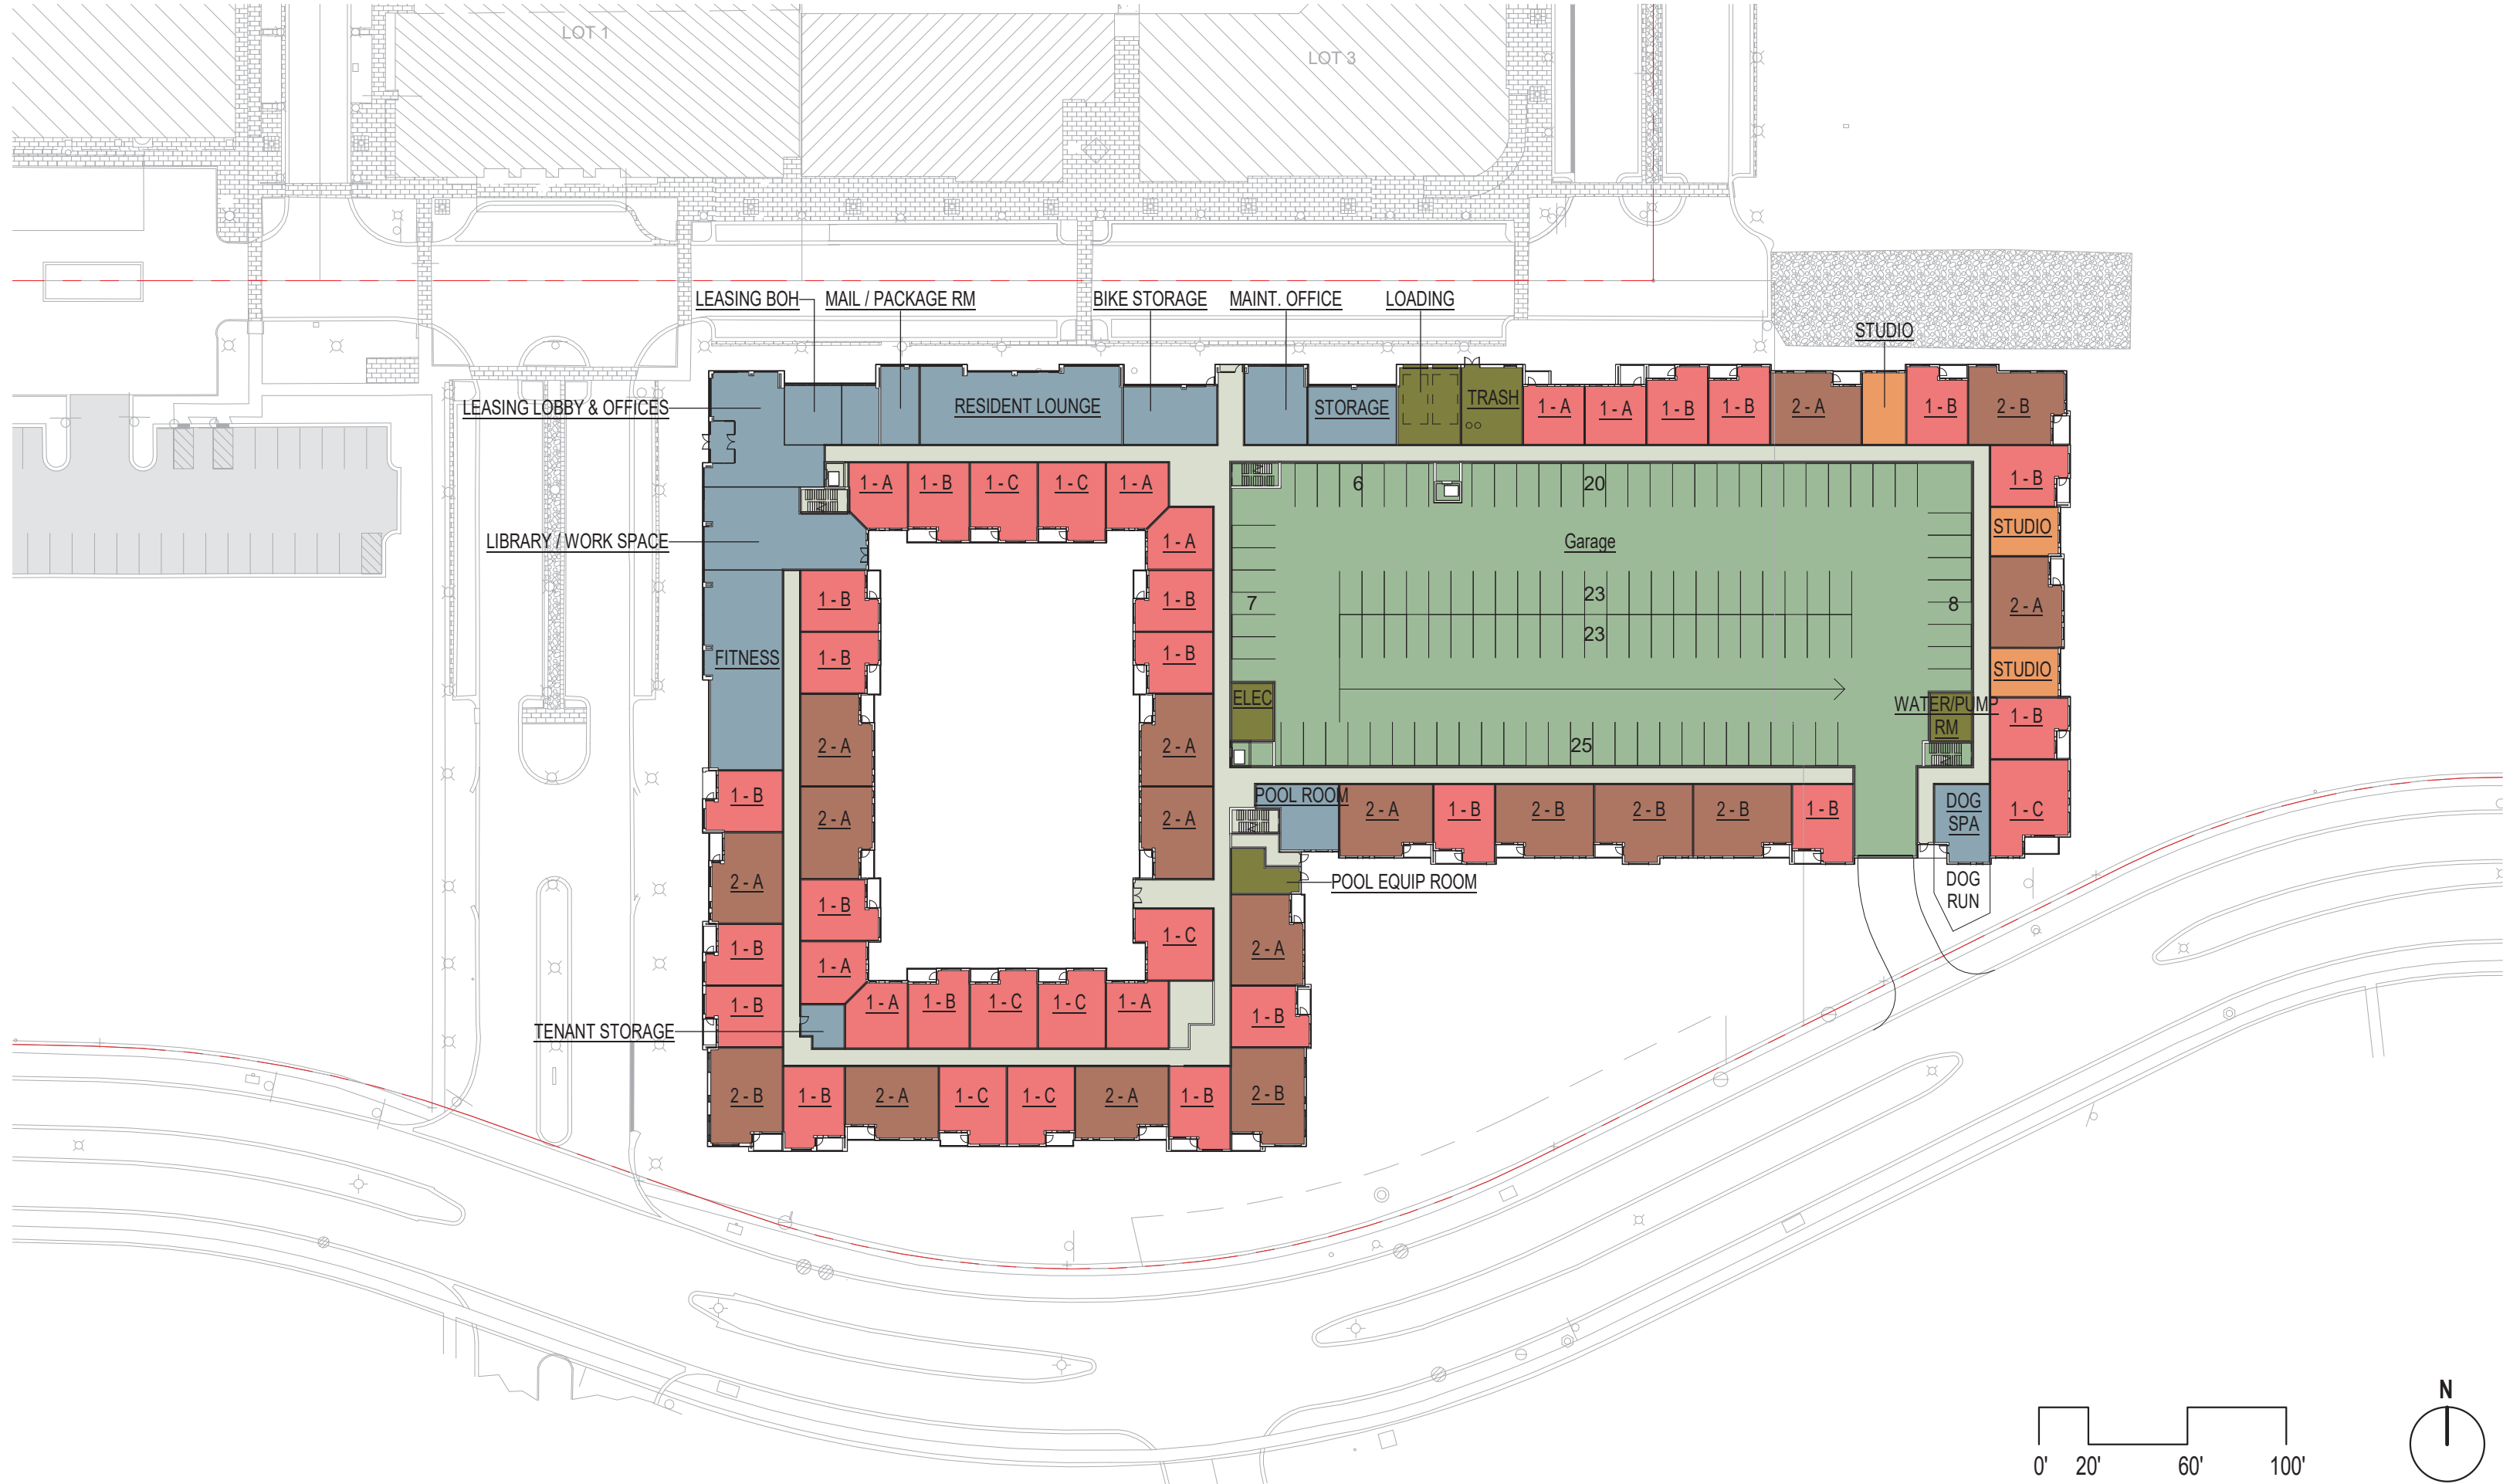 LOT 1
LOT 3
LEASING BOH
MAIL / PACKAGE RM
BIKE STORAGE
MAINT. OFFICE
LOADING
STUDIO
LEASING LOBBY & OFFICES
RESIDENT LOUNGE
STORAGE
TRASH
1 - A
1 - A
1 - B
1 - B
2 - A
1 - B
2 - B
1 - A
1 - B
1 - C
1 - C
1 - A
6
20
1 - B
STUDIO
LIBRARY / WORK SPACE
1 - A
Garage
1 - B
1 - B
7
23
8
2 - A
23
FITNESS
1 - B
1 - B
STUDIO
ELEC
WATER/PUMP
RM
1 - B
2 - A
2 - A
25
1 - B
POOL ROOM
2 - A
1 - B
2 - B
2 - B
2 - B
1 - B
DOG
SPA
1 - C
2 - A
2 - A
2 - A
POOL EQUIP ROOM
DOG
RUN
1 - B
1 - B
1 - C
2 - A
1 - A
1 - B
1 - A
1 - B
1 - C
1 - C
1 - A
1 - B
TENANT STORAGE
2 - B
1 - B
2 - A
1 - C
1 - C
2 - A
1 - B
2 - B
N
0' 20' 60' 100'